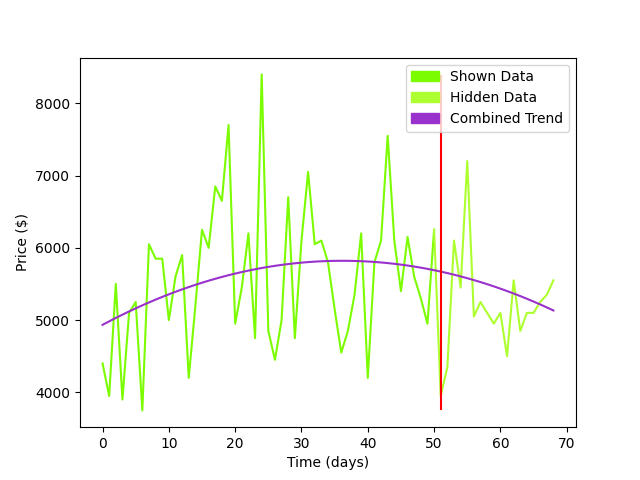 Shown Data
Hidden Data
Combined Trend
8000
7000
6000
5000
4000
Price ($)
0 10 20 30 40 50 60 70
Time (days)